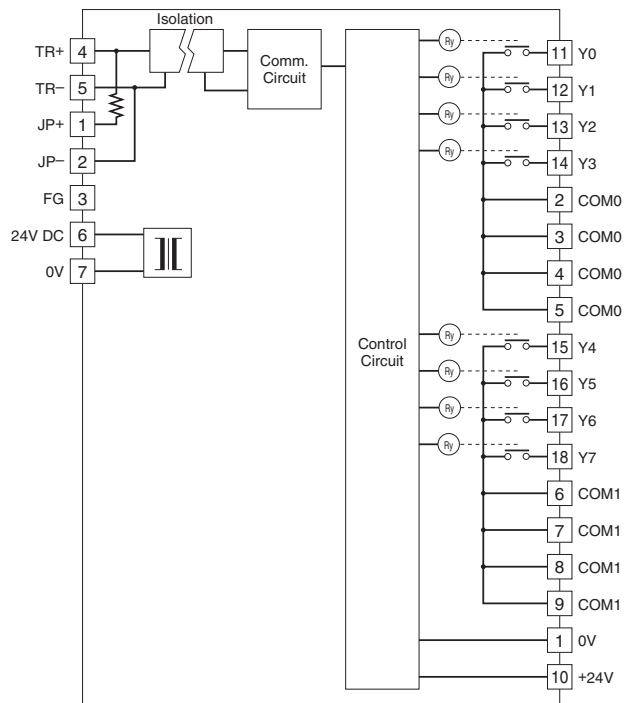 Isolation
TR+ 4
TR– 5
JP+ 1
JP– 2
FG 3
24V DC 6
0V 7
Comm.
Circuit
Control
Circuit
Ry 11 Y0
Ry 12 Y1
Ry 13 Y2
Ry 14 Y3
2 COM0
3 COM0
4 COM0
5 COM0
Ry 15 Y4
Ry 16 Y5
Ry 17 Y6
Ry 18 Y7
6 COM1
7 COM1
8 COM1
9 COM1
1 0V
10 +24V